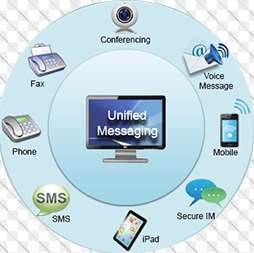 Conferencing
Voice
Message
Mobile
Secure IM
iPad
SMS
SMS
Phone
Fax
Unified
Messaging